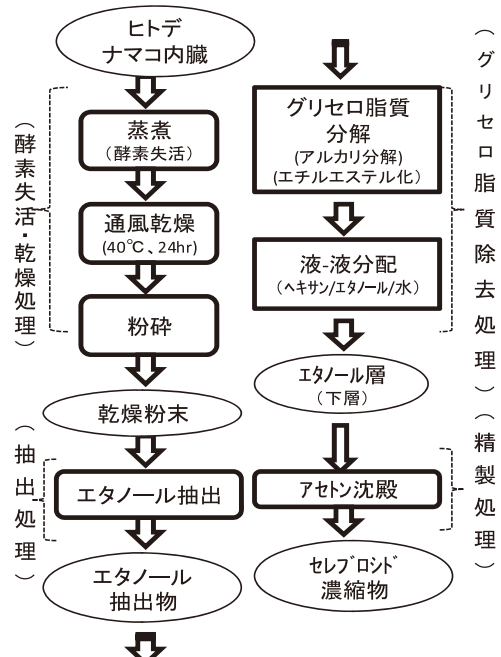 ヒトデ
ナマコ内臓
（酵素失活・乾燥処理）
蒸煮
（酵素失活）
通風乾燥
(40℃、24hr)
粉砕
乾燥粉末
（抽出処理）
エタノール抽出
エタノール
抽出物
グリセロ脂質
分解
(アルカリ分解)
(エチルエステル化)
（グリセロ脂質除去処理）
液-液分配
(ヘキサン/エタノール/水)
エタノール層
（下層）
（精製処理）
アセトン沈殿
セレブロシド
濃縮物